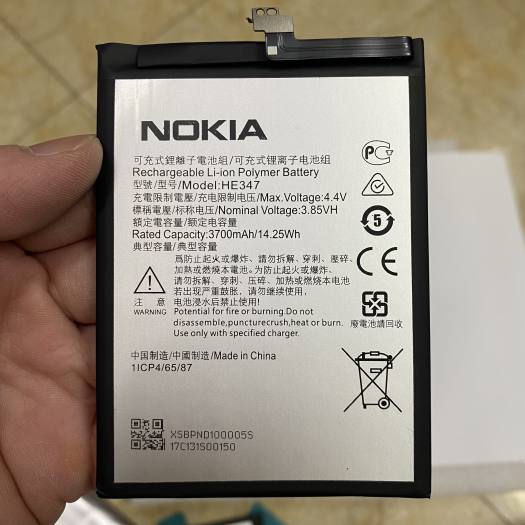 NOKIA
可充式鋰離子電池組/可充式锂离子电池组
Rechargeable Li-ion Polymer Battery
型號/型号/Model:HE347
充電限制電壓/充电限制电压/Max.Voltage:4.4V
標稱電壓/标称电压/Nominal Voltage:3.85VH
額定容量/额定容量
Rated Capacity:3700mAh/14.25Wh
典型容量/典型容量
爲防止起火或爆炸、請勿拆解、穿刺、壓碎、
加熱或燃燒本電池。为防止起火或爆炸、
請勿拆解、穿刺、压碎、加热或燃燒本电池
若出现严重鼓胀、請勿继续使用
电池浸水后禁止使用
注 意
WARNING
Potential for fire or burning. Do not
disassemble,puncturecrush,heat or burn.
Use only with specified charger.
中国制造/中國製造/Made in China
1ICP4/65/87
XSBPND100005S
17C131S00150
PC
5
CE
廢電池請回收